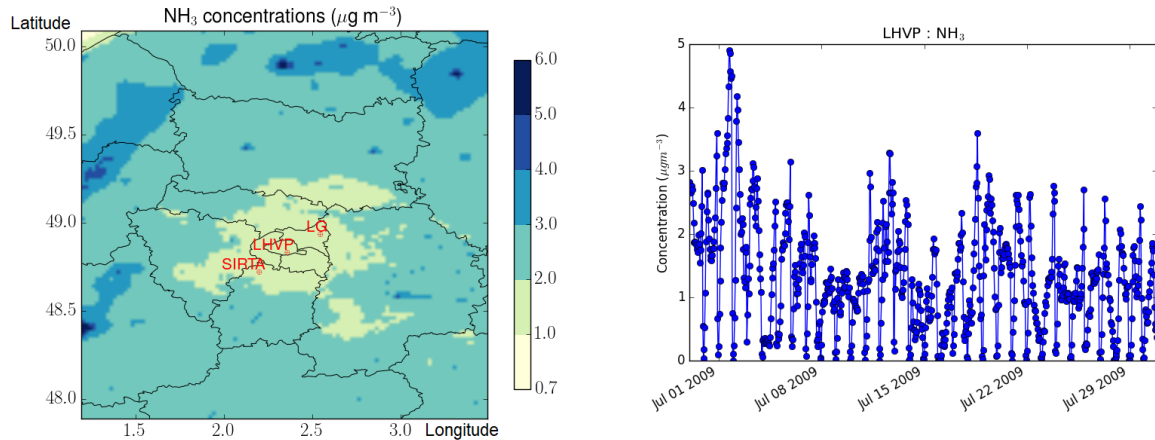 NH₃ concentrations (μg m⁻³)
Latitude
50.0
49.5
49.0
48.5
48.0
1.5
2.0
2.5
3.0
Longitude
LG
LHVP
SIRTA
6.0
5.0
4.0
3.0
2.0
1.0
0.7
LHVP : NH₃
Concentration (μgm⁻³)
5
4
3
2
1
0
Jul 01 2009
Jul 08 2009
Jul 15 2009
Jul 22 2009
Jul 29 2009